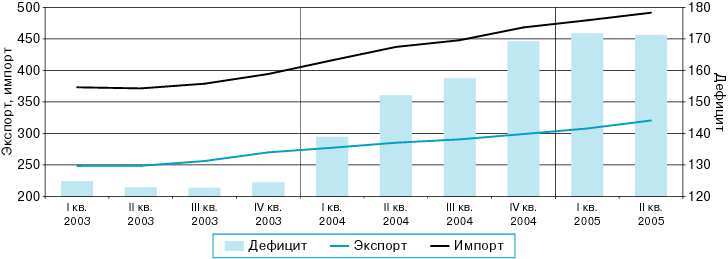 500
450
400
350
300
250
200
Экспорт, импорт
180
170
160
150
140
130
120
Дефицит
I кв.
2003
II кв.
2003
III кв.
2003
IV кв.
2003
I кв.
2004
II кв.
2004
III кв.
2004
IV кв.
2004
I кв.
2005
II кв.
2005
Дефицит
Экспорт
Импорт